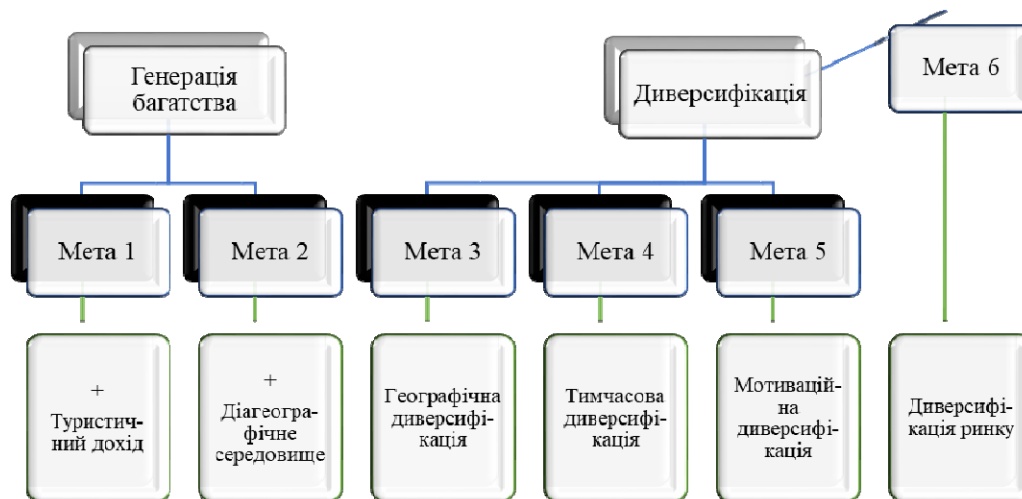 Генерація
багатства
Диверсифікація
Мета 6
Мета 1
Мета 2
Мета 3
Мета 4
Мета 5
+
Туристич-
ний дохід
+
Діагеогра-
фічне
середовище
Географічна
диверсифі-
кація
Тимчасова
диверсифі-
кація
Мотивацій-
на
диверсифі-
кація
Диверсифі-
кація ринку